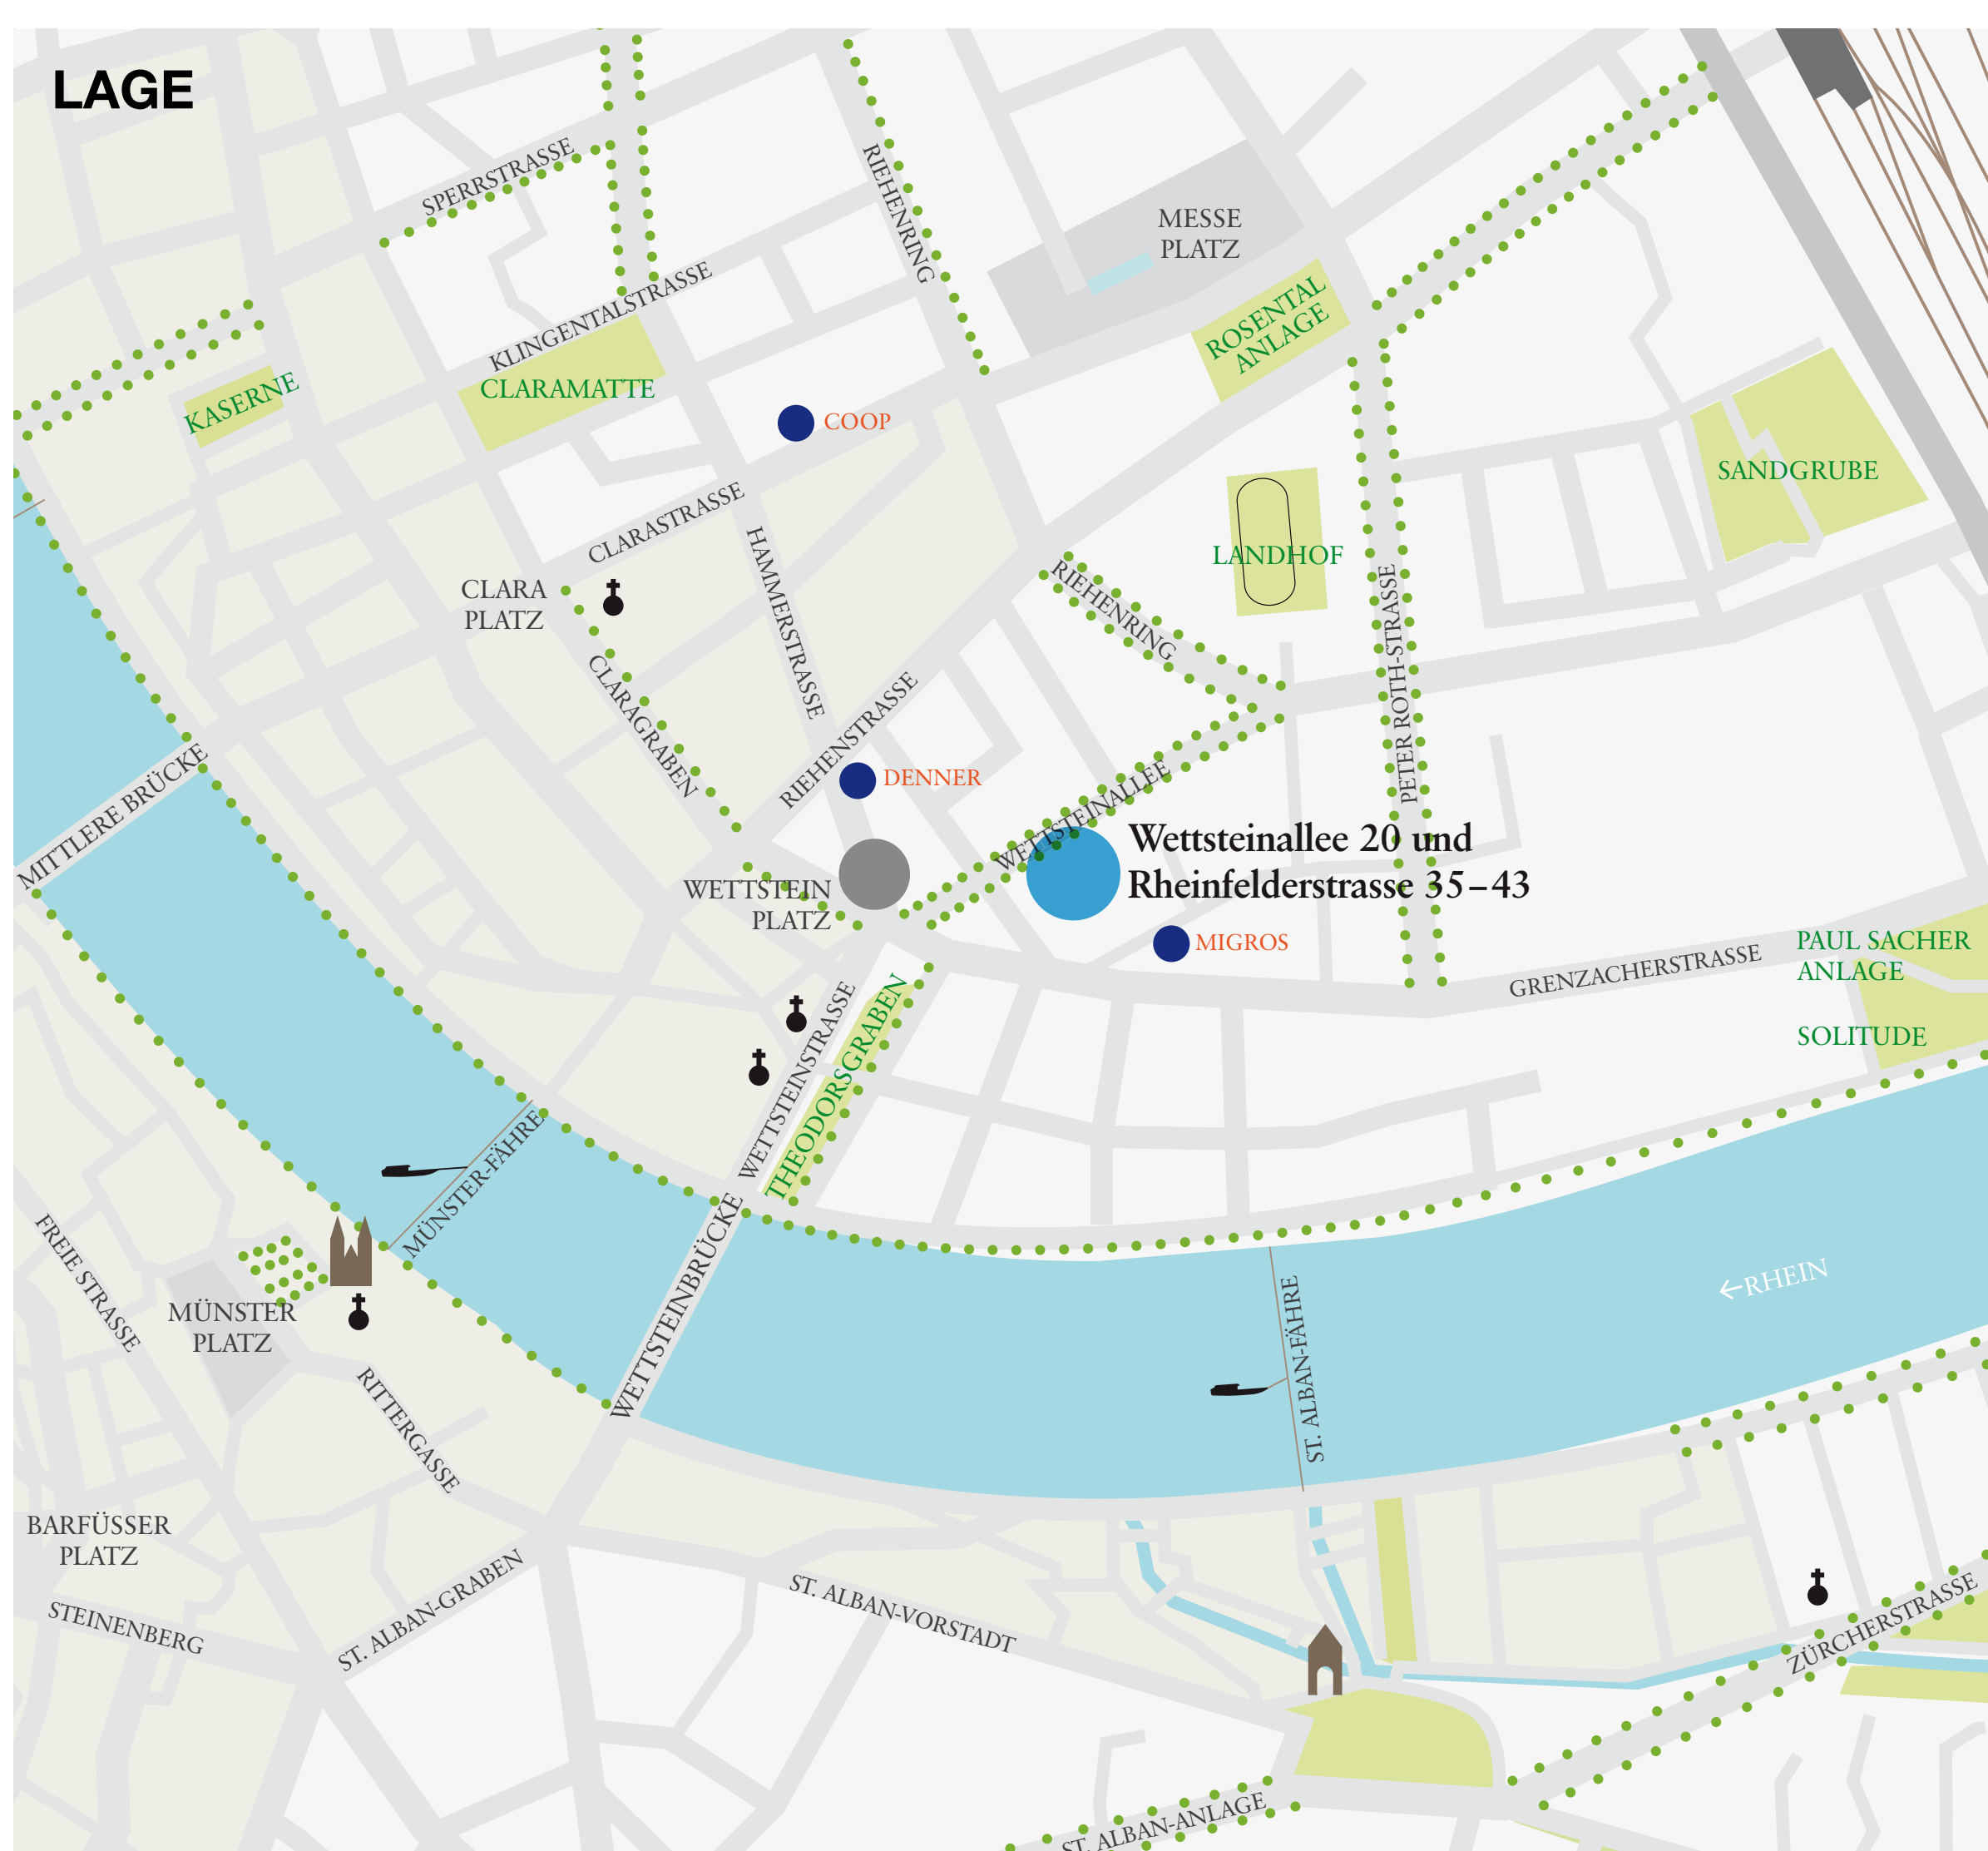 LAGE
SPERRSTRASSE
RIEHENRING
MESSE
PLATZ
KLINGENTALSTRASSE
ROSENTAL
ANLAGE
KASERNE
CLARAMATTE
COOP
SANDGRUBE
CLARASTRASSE
HAMMERSTRASSE
LANDHOF
CLARA
PLATZ
RIEHENRING
PETER ROTH-STRASSE
CLARAGRABEN
RIEHENSTRASSE
DENNER
MITTLERE BRÜCKE
WETTSTEINALLEE
Wettsteinallee 20 und
Rheinfelderstrasse 35–43
WETTSTEIN
PLATZ
MIGROS
GRENZACHERSTRASSE
PAUL SACHER
ANLAGE
SOLITUDE
WETTSTEINSTRASSE
THEODORSGRABEN
MÜNSTER-FÄHRE
FREIE STRASSE
MÜNSTER
PLATZ
WETTSTEINBRÜCKE
ST. ALBAN-FÄHRE
←RHEIN
RITTERGASSE
BARFÜSSER
PLATZ
STEINENBERG
ST. ALBAN-GRABEN
ST. ALBAN-VORSTADT
ZÜRCHERSTRASSE
ST. ALBAN-ANLAGE